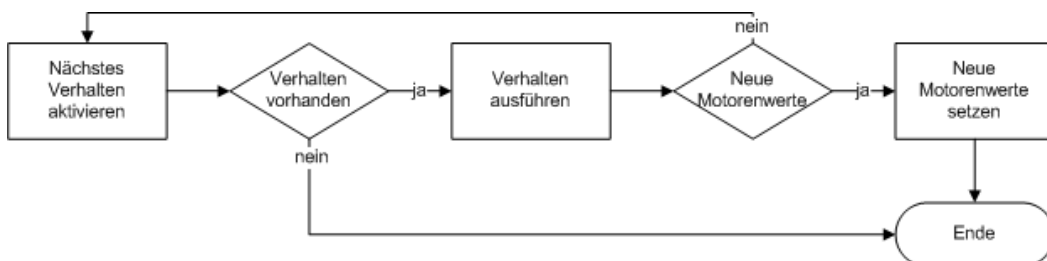 nein
Nächstes
Verhalten
aktivieren
Verhalten
vorhanden
ja
Verhalten
ausführen
Neue
Motorenwerte
ja
Neue
Motorenwerte
setzen
nein
Ende